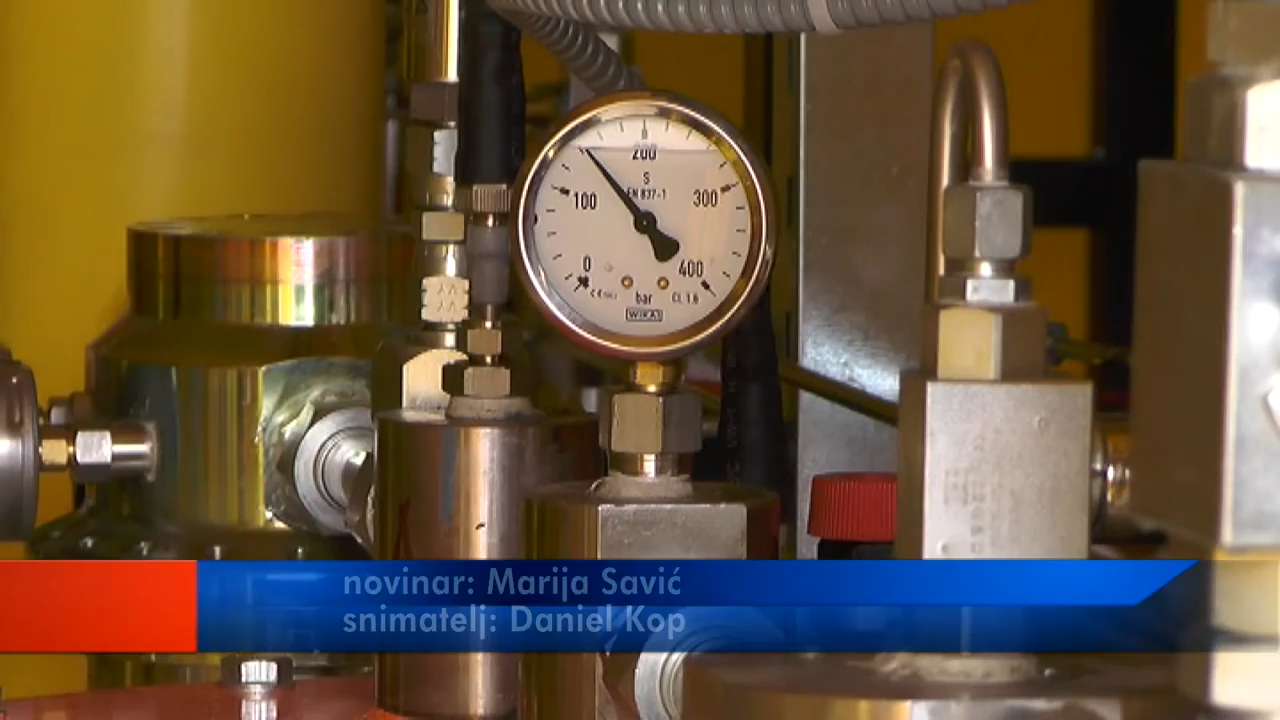 200
S
EN 837-1
100
300
0
400
bar
CL 1.6
WIKA
novinar: Marija Savić
snimatelj: Daniel Kop